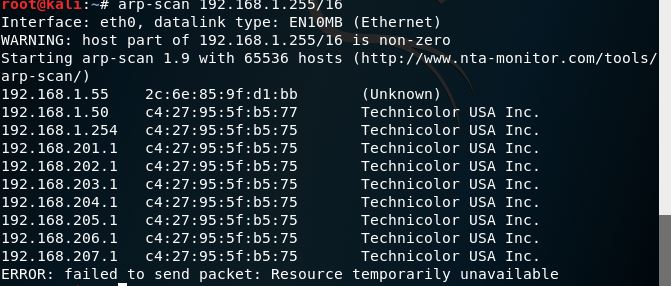 root@kali:~# arp-scan 192.168.1.255/16
Interface: eth0, datalink type: EN10MB (Ethernet)
WARNING: host part of 192.168.1.255/16 is non-zero
Starting arp-scan 1.9 with 65536 hosts (http://www.nta-monitor.com/tools/
arp-scan/)
192.168.1.55 2c:6e:85:9f:d1:bb (Unknown)
192.168.1.50 c4:27:95:5f:b5:77 Technicolor USA Inc.
192.168.1.254 c4:27:95:5f:b5:75 Technicolor USA Inc.
192.168.201.1 c4:27:95:5f:b5:75 Technicolor USA Inc.
192.168.202.1 c4:27:95:5f:b5:75 Technicolor USA Inc.
192.168.203.1 c4:27:95:5f:b5:75 Technicolor USA Inc.
192.168.204.1 c4:27:95:5f:b5:75 Technicolor USA Inc.
192.168.205.1 c4:27:95:5f:b5:75 Technicolor USA Inc.
192.168.206.1 c4:27:95:5f:b5:75 Technicolor USA Inc.
192.168.207.1 c4:27:95:5f:b5:75 Technicolor USA Inc.
ERROR: failed to send packet: Resource temporarily unavailable